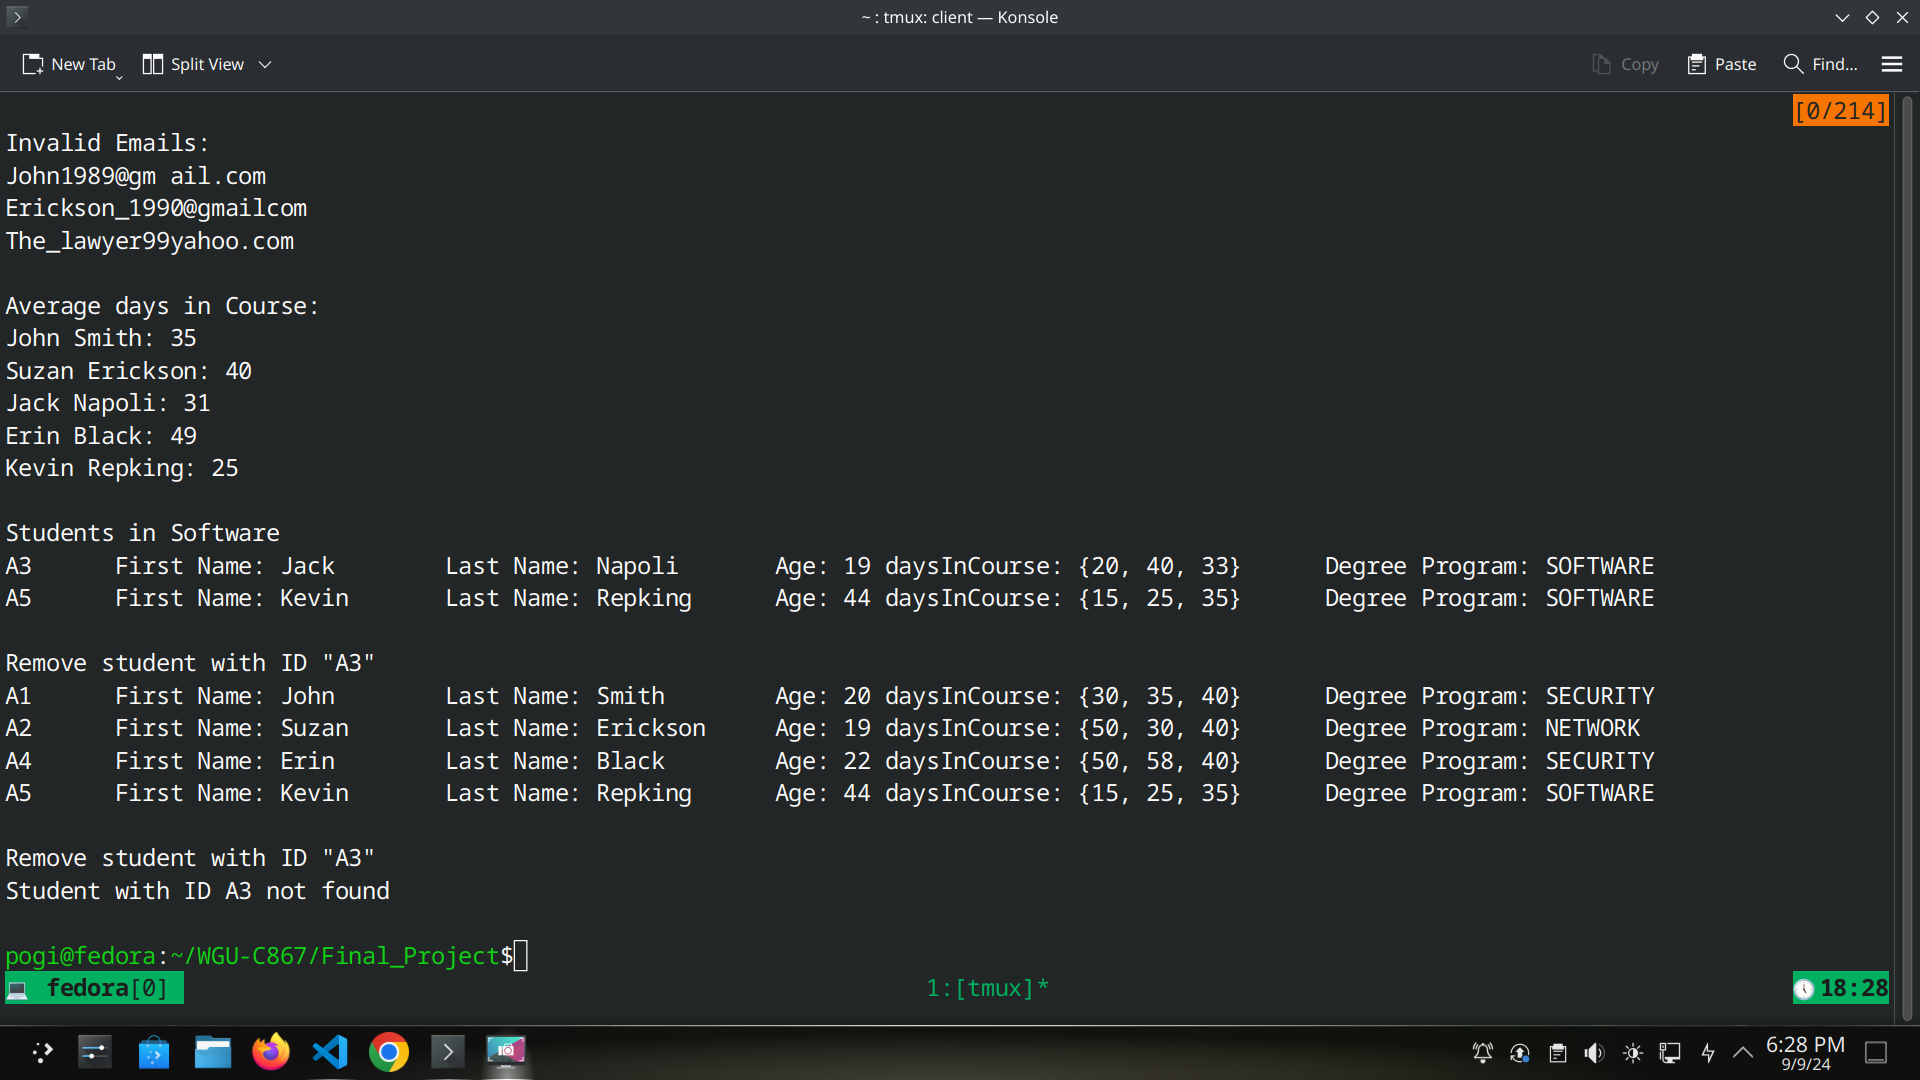 ~ : tmux: client — Konsole
New Tab Split View Copy Paste Find...
[0/214]
Invalid Emails:
John1989@gm ail.com
Erickson_1990@gmailcom
The_lawyer99yahoo.com
Average days in Course:
John Smith: 35
Suzan Erickson: 40
Jack Napoli: 31
Erin Black: 49
Kevin Repking: 25
Students in Software
A3 First Name: Jack Last Name: Napoli Age: 19 daysInCourse: {20, 40, 33} Degree Program: SOFTWARE
A5 First Name: Kevin Last Name: Repking Age: 44 daysInCourse: {15, 25, 35} Degree Program: SOFTWARE
Remove student with ID "A3"
A1 First Name: John Last Name: Smith Age: 20 daysInCourse: {30, 35, 40} Degree Program: SECURITY
A2 First Name: Suzan Last Name: Erickson Age: 19 daysInCourse: {50, 30, 40} Degree Program: NETWORK
A4 First Name: Erin Last Name: Black Age: 22 daysInCourse: {50, 58, 40} Degree Program: SECURITY
A5 First Name: Kevin Last Name: Repking Age: 44 daysInCourse: {15, 25, 35} Degree Program: SOFTWARE
Remove student with ID "A3"
Student with ID A3 not found
pogi@fedora:~/WGU-C867/Final_Project$
fedora[0] 1:[tmux]* 18:28
6:28 PM
9/9/24